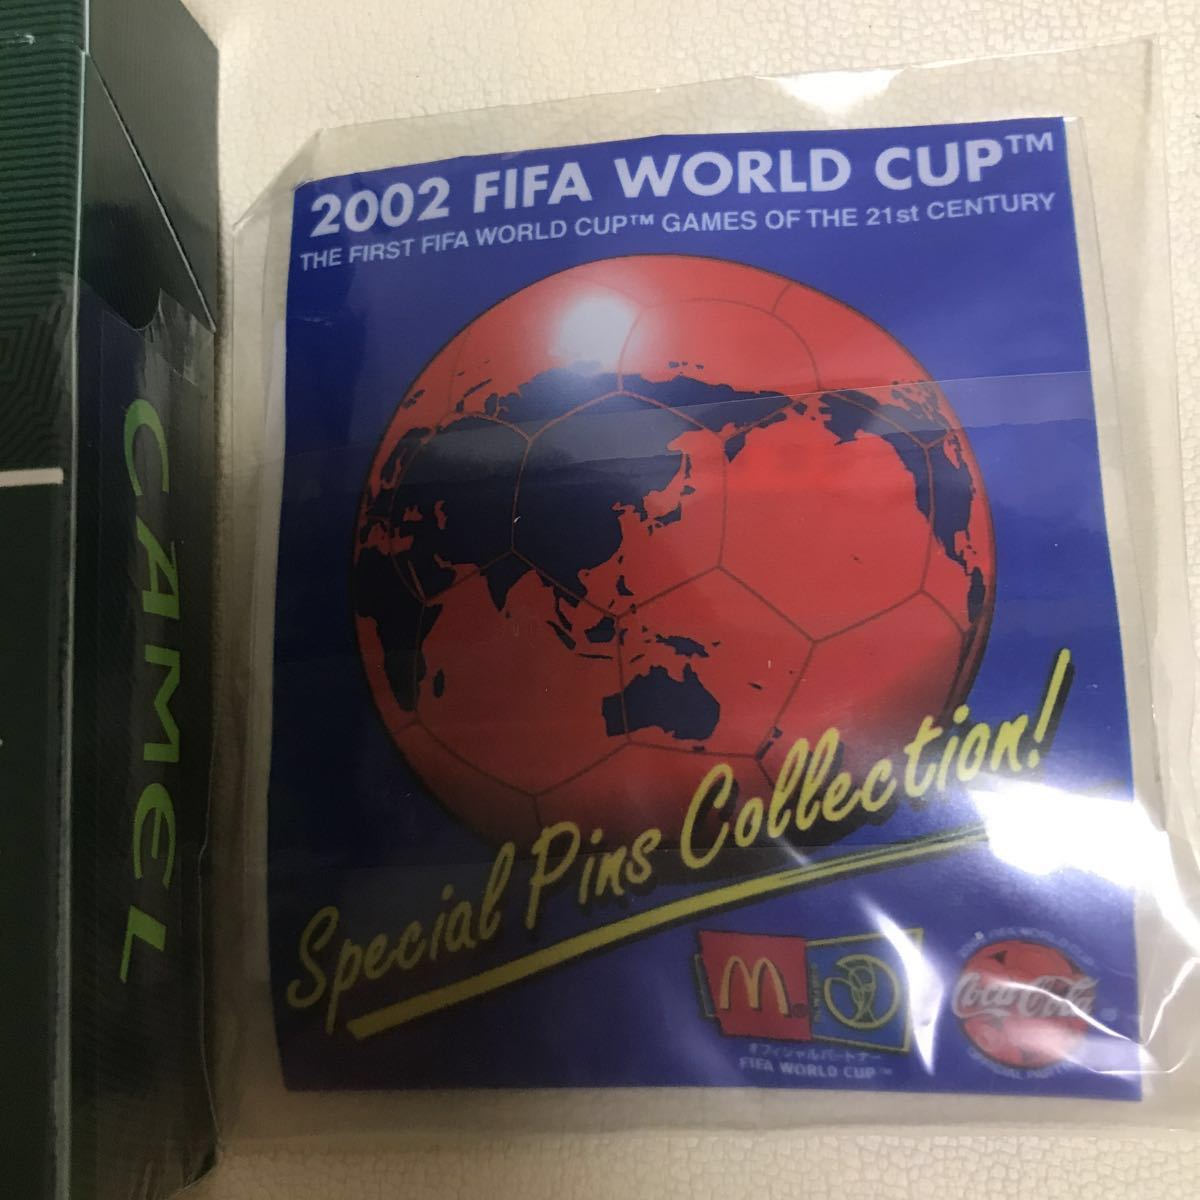 CAMEL
2002 FIFA WORLD CUP™
THE FIRST FIFA WORLD CUP™ GAMES OF THE 21st CENTURY
Special Pins Collection!
オフィシャルパートナー
FIFA WORLD CUP™
Coca-Cola